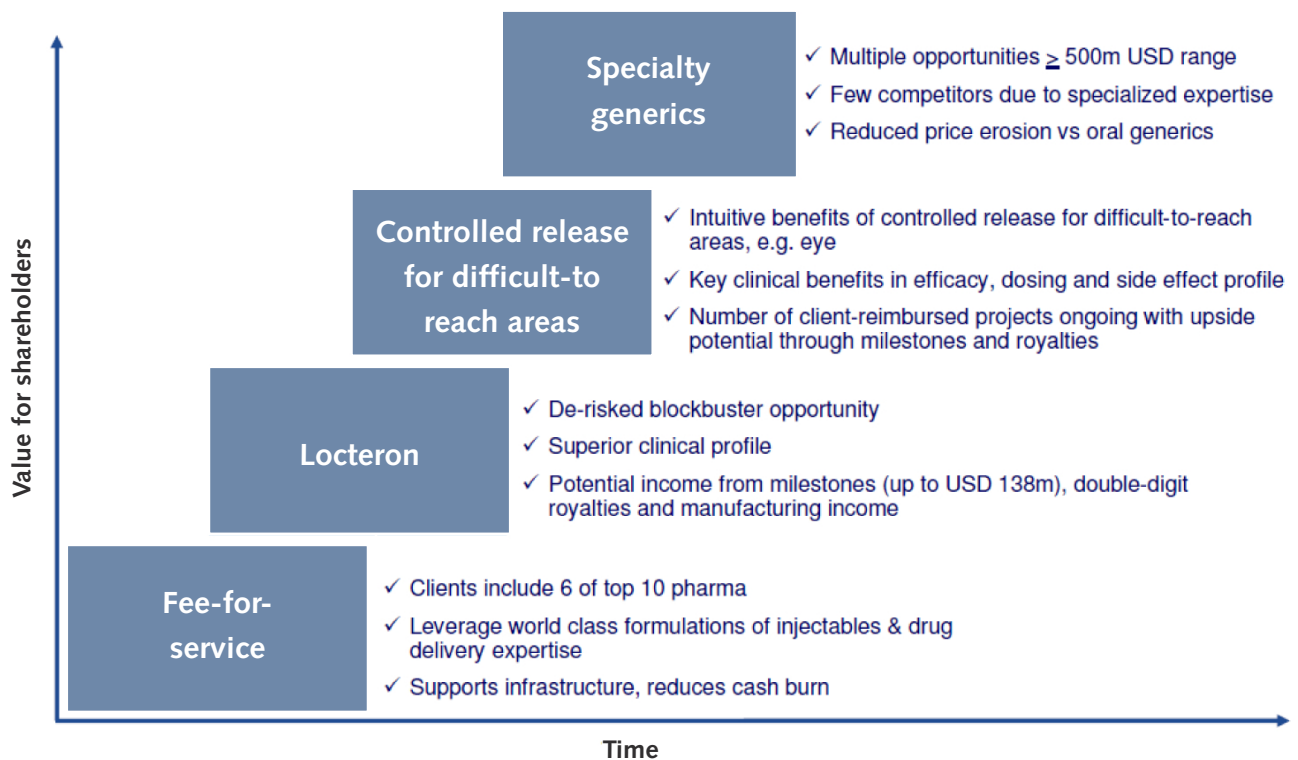 Specialty
generics
✓ Multiple opportunities ≥ 500m USD range
✓ Few competitors due to specialized expertise
✓ Reduced price erosion vs oral generics
Controlled release
for difficult-to
reach areas
✓ Intuitive benefits of controlled release for difficult-to-reach
areas, e.g. eye
✓ Key clinical benefits in efficacy, dosing and side effect profile
✓ Number of client-reimbursed projects ongoing with upside
potential through milestones and royalties
Value for shareholders
Locteron
✓ De-risked blockbuster opportunity
✓ Superior clinical profile
✓ Potential income from milestones (up to USD 138m), double-digit
royalties and manufacturing income
Fee-for-
service
✓ Clients include 6 of top 10 pharma
✓ Leverage world class formulations of injectables & drug
delivery expertise
✓ Supports infrastructure, reduces cash burn
Time